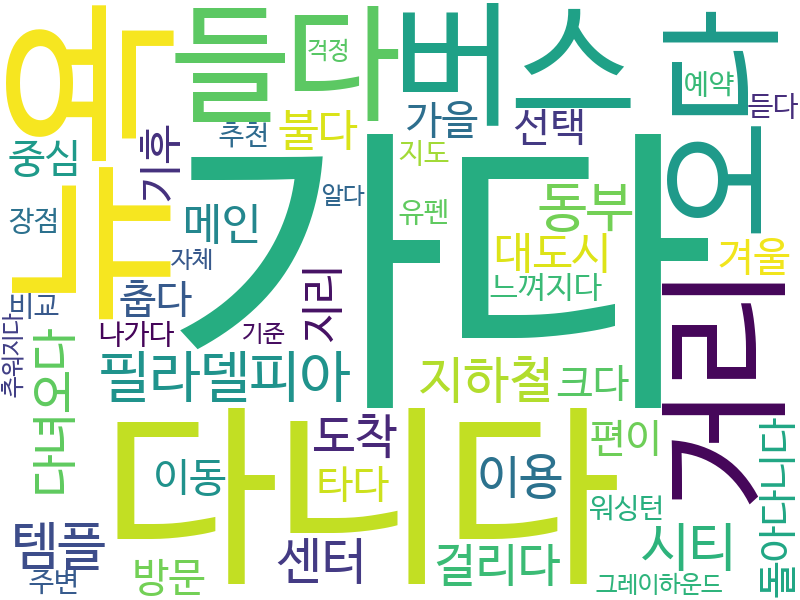 뉴욕
들다
걱정
버스
오다
예약
듣다
중심
기후
추천
불다
가을
선택
지도
가다
장점
메인
알다
유펜
동부
자체
대도시
겨울
비교
춥다
지리
느껴지다
추워지다
나가다
기준
거리
다녀오다
필라델피아
지하철
크다
다니다
도착
편이
이동
타다
이용
워싱턴
돌아다니다
템플
센터
걸리다
시티
주변
방문
그레이하운드